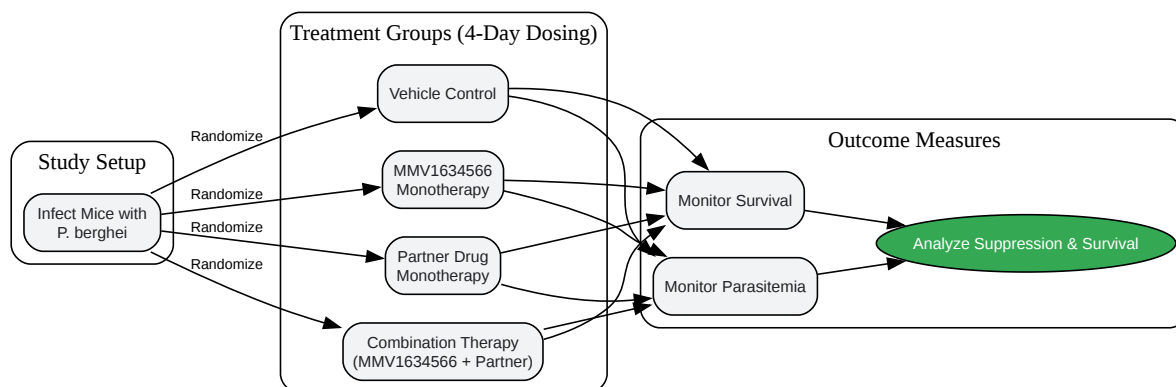 Study Setup
Infect Mice with
P. berghei
Randomize
Randomize
Randomize
Randomize
Treatment Groups (4-Day Dosing)
Vehicle Control
MMV1634566
Monotherapy
Partner Drug
Monotherapy
Combination Therapy
(MMV1634566 + Partner)
Outcome Measures
Monitor Survival
Monitor Parasitemia
Analyze Suppression & Survival